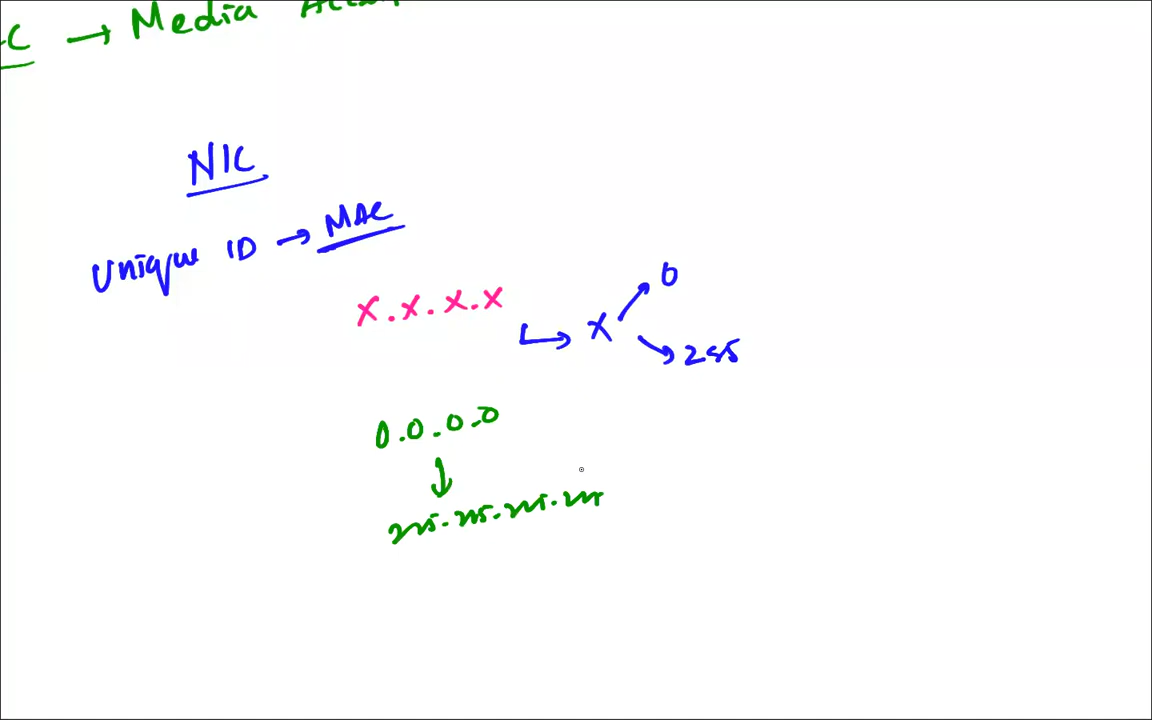 C → Media
NIC
Unique ID → MAC
X.X.X.X
↳ X
0
255
0.0.0.0
↓
255.255.255.255